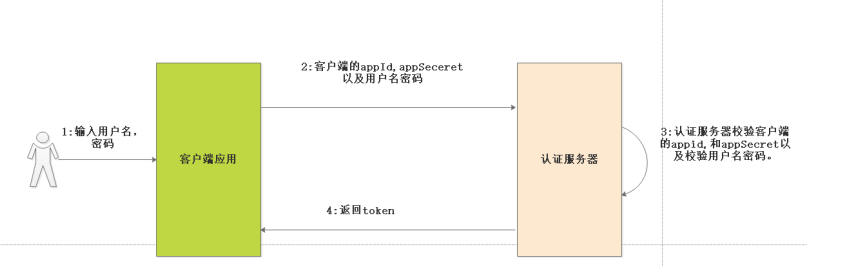 2:客户端的appId,appSeceret
以及用户名密码
1:输入用户名,
密码
客户端应用
认证服务器
3:认证服务器校验客户端
的appid,和appSecret以
及校验用户名密码。
4:返回token